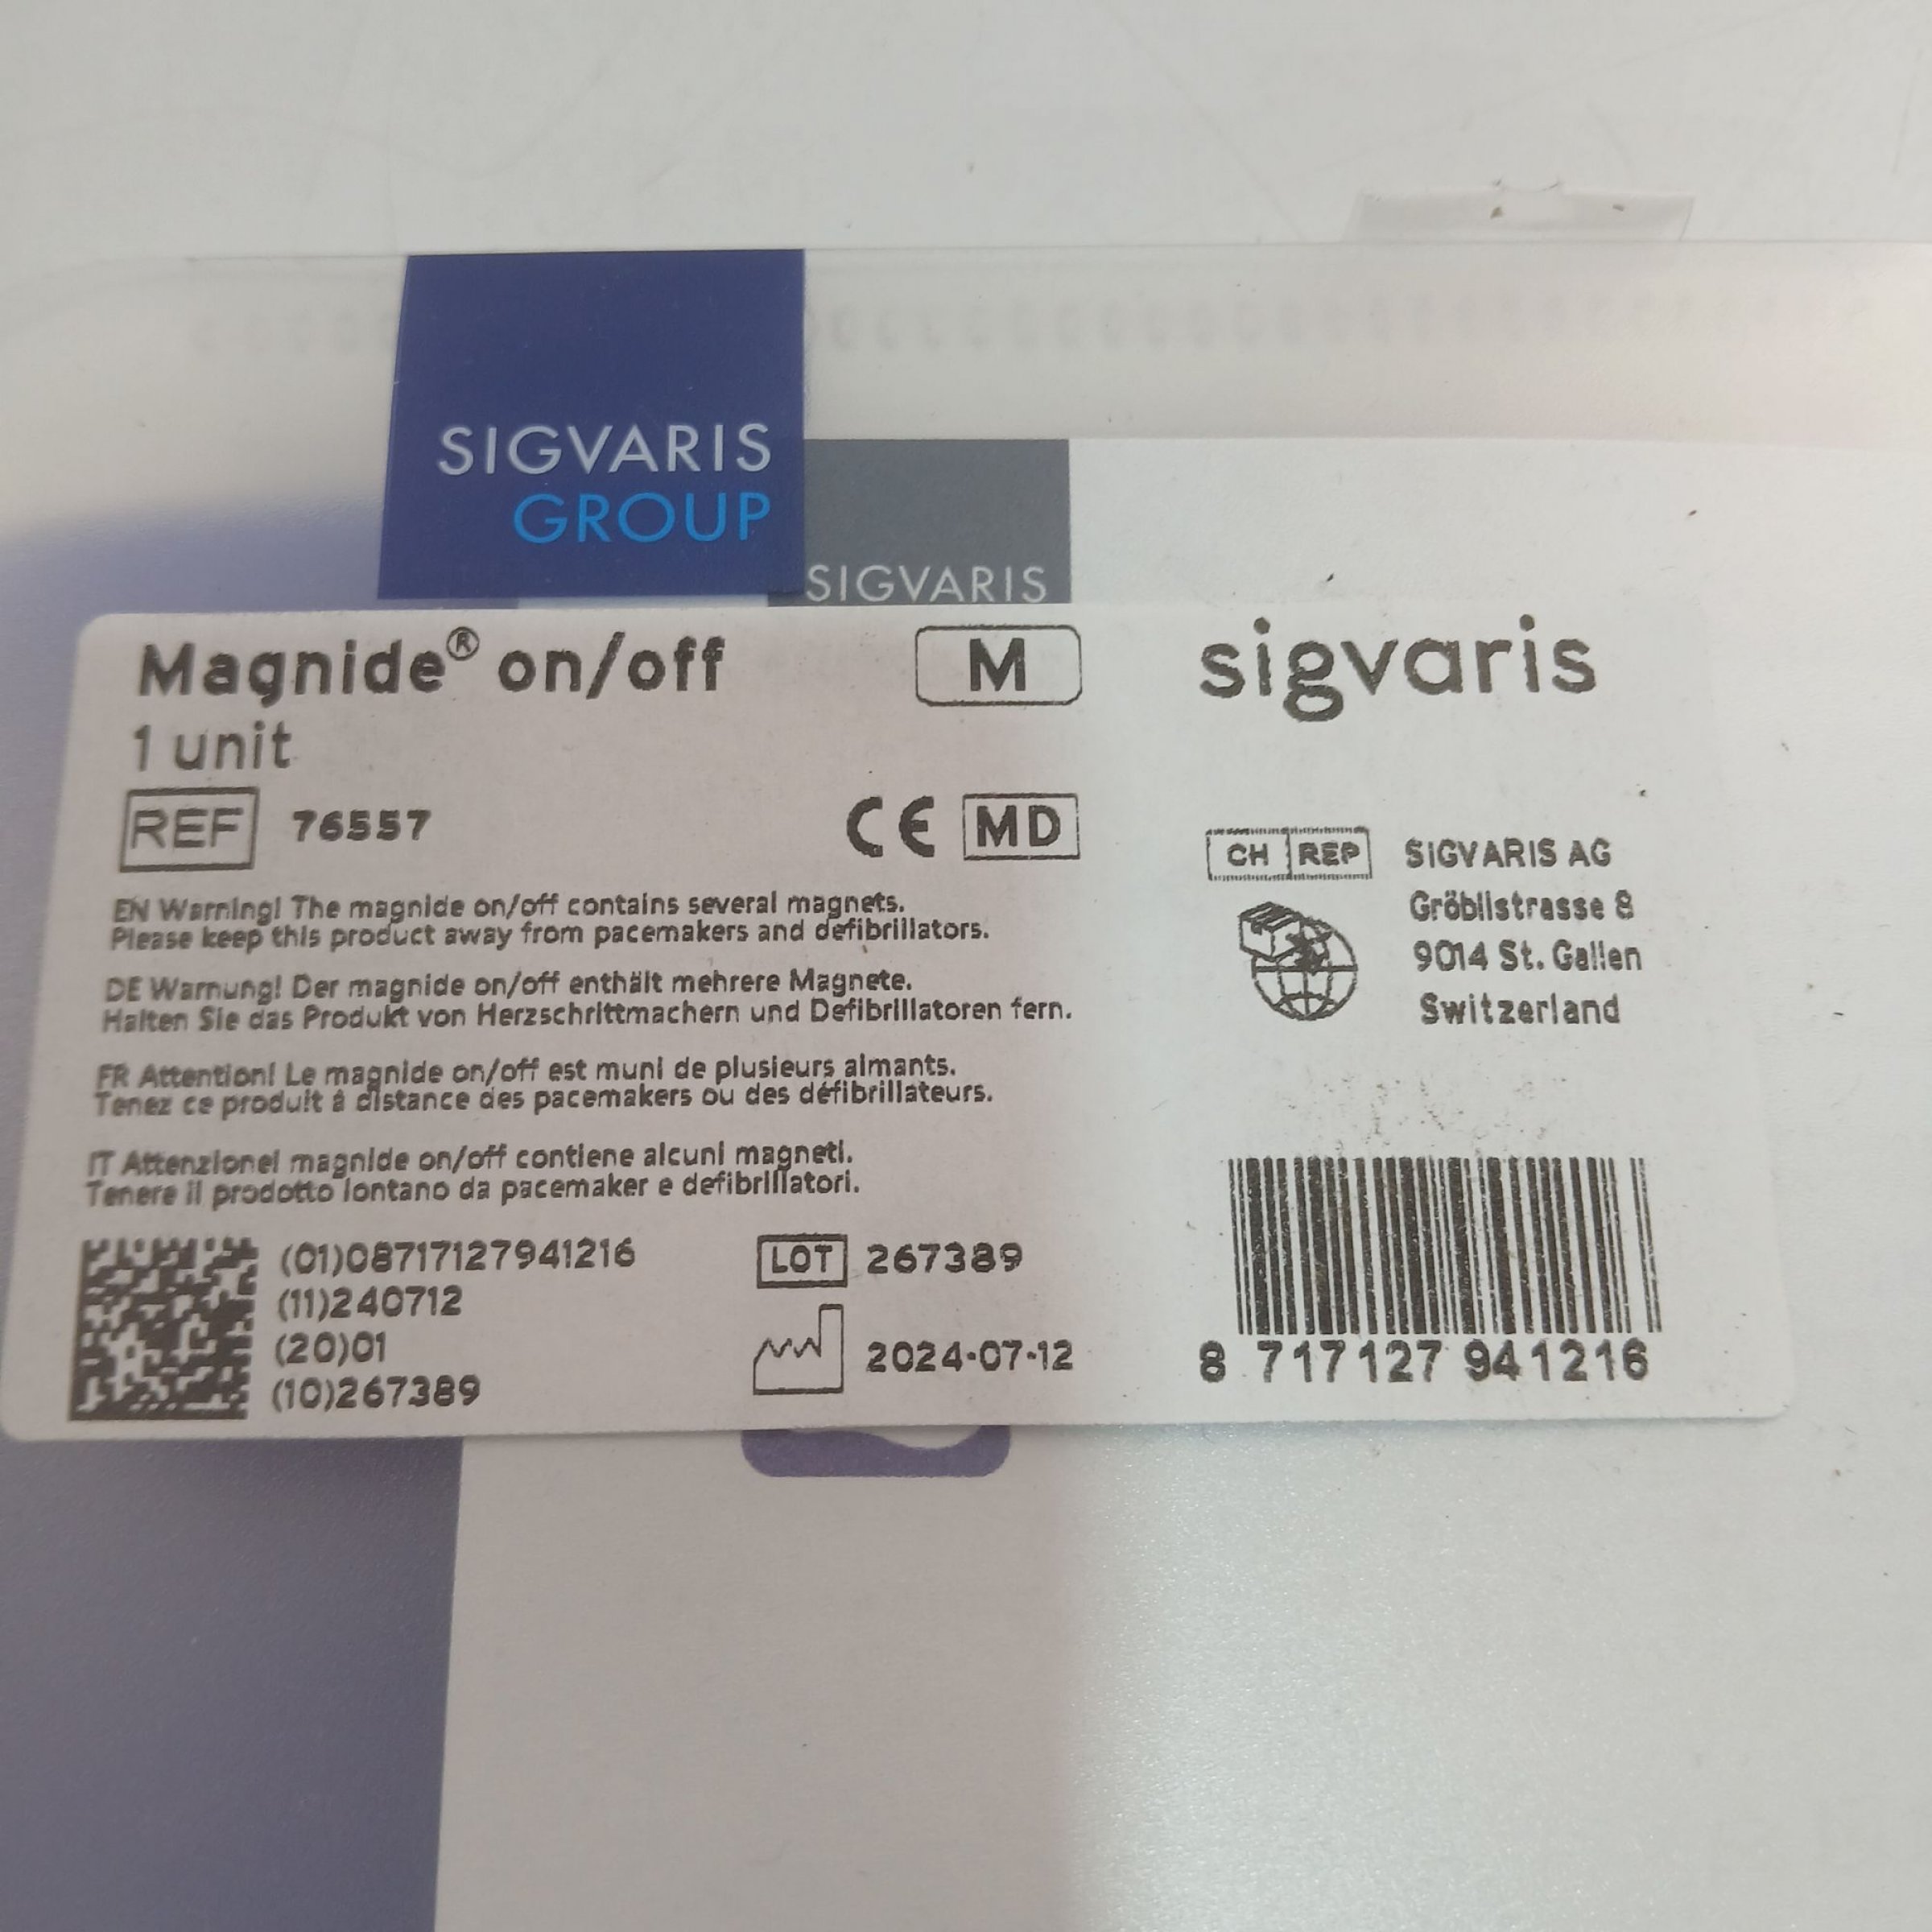 SIGVARIS
GROUP
SIGVARIS
Magnide® on/off
M
sigvaris
1 unit
REF 76557
CE MD
EN Warning! The magnide on/off contains several magnets.
Please keep this product away from pacemakers and defibrillators.
DE Warnung! Der magnide on/off enthält mehrere Magnete.
Halten Sie das Produkt von Herzschrittmachern und Defibrillatoren fern.
FR Attention! Le magnide on/off est muni de plusieurs aimants.
Tenez ce produit à distance des pacemakers ou des défibrillateurs.
IT Attenzione! magnide on/off contiene alcuni magneti.
Tenere il prodotto lontano da pacemaker e defibrillatori.
(01)08717127941216
(11)240712
(20)01
(10)267389
LOT 267389
2024-07-12
CH REP SIGVARIS AG
Gröblistrasse 8
9014 St. Gallen
Switzerland
8 717127 941216